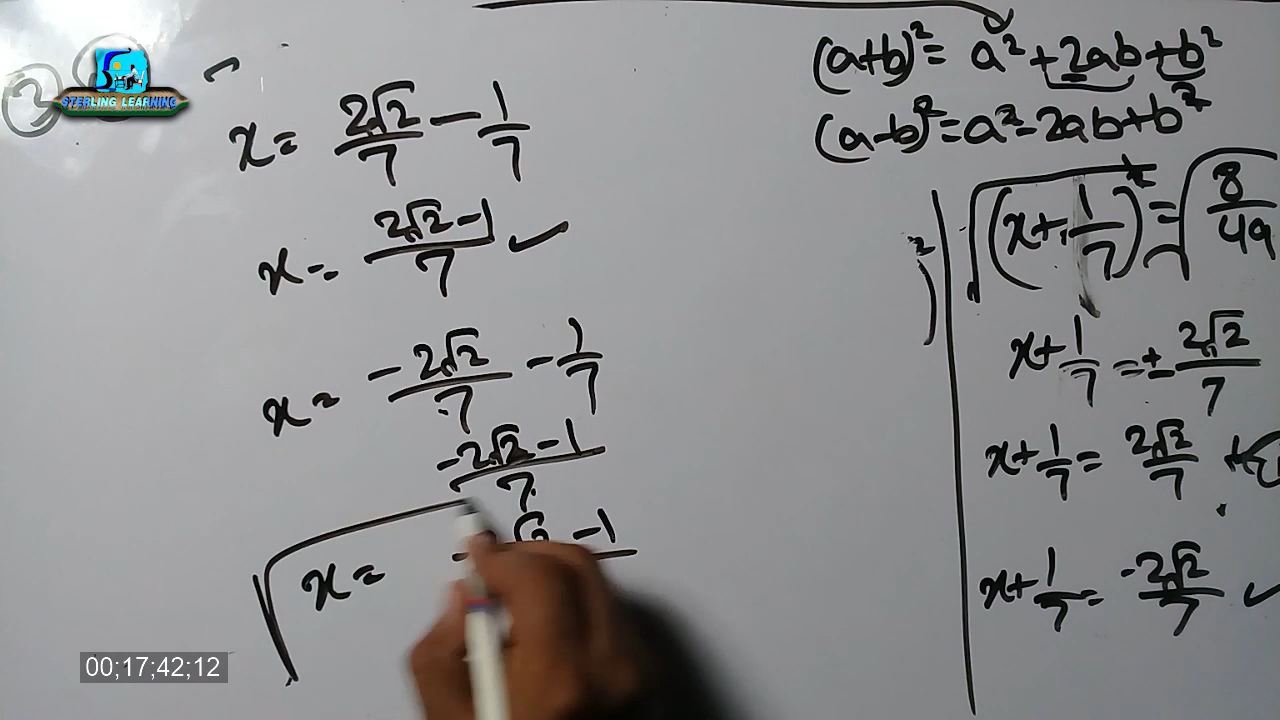 STERLING LEARNING
x = 2√2/7 - 1/7
x = 2√2 - 1/7 ✓
x = -2√2/7 - 1/7
-2√2 - 1/7
x = - 1
(a+b)² = a² + 2ab + b²
(a-b)² = a² - 2ab + b²
√(x + 1/7)² = √8/49
x + 1/7 = ± 2√2/7
x + 1/7 = 2√2/7
x + 1/7 = -2√2/7 ✓
00;17;42;12